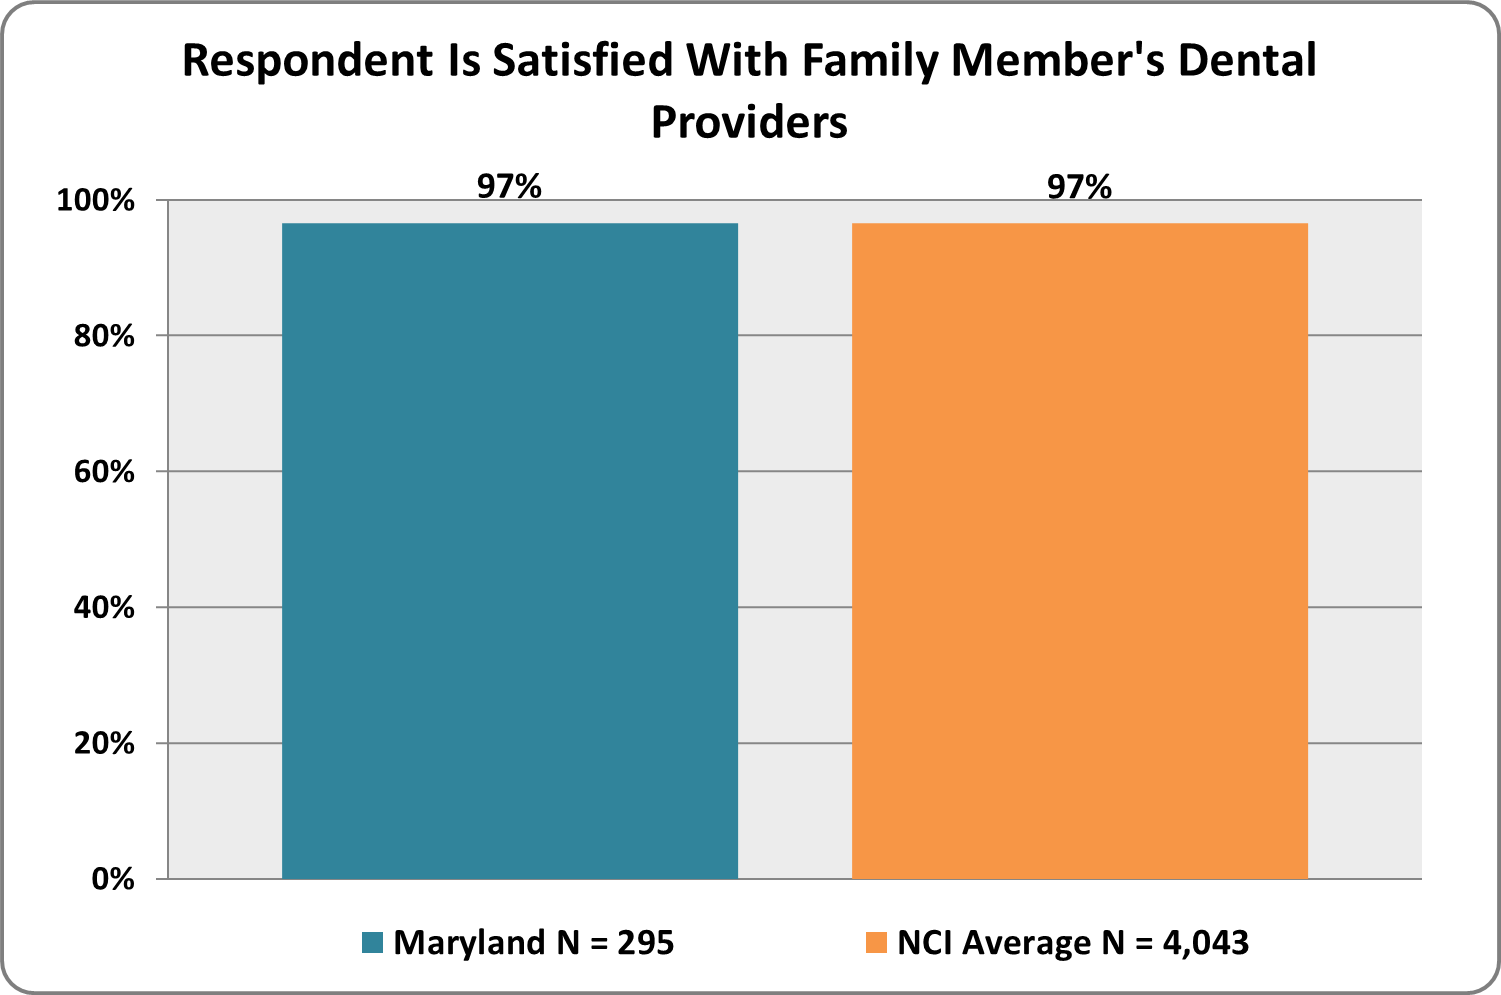 Respondent Is Satisfied With Family Member's Dental
Providers
97%
97%
100%
80%
60%
40%
20%
0%
Maryland N = 295
NCI Average N = 4,043